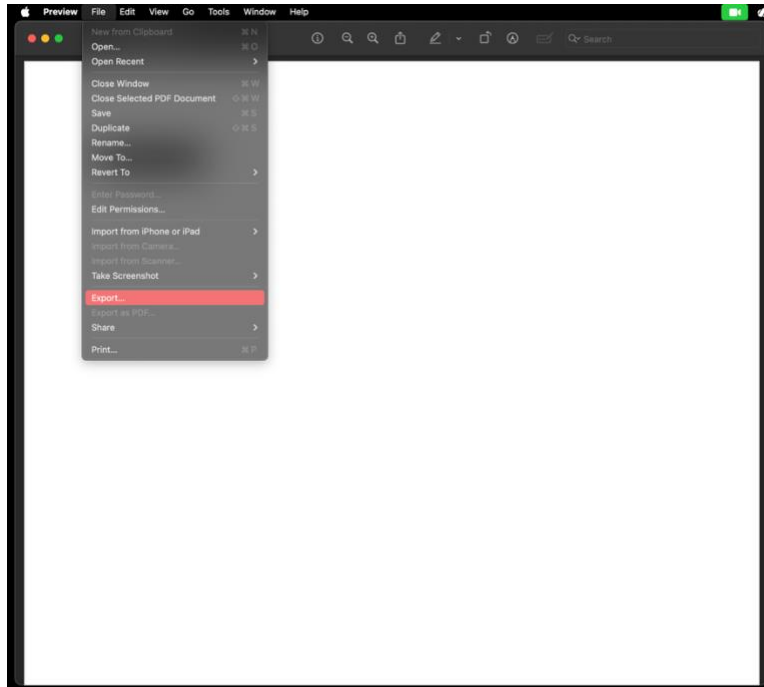 Preview File Edit View Go Tools Window Help
Search
New from Clipboard ⌘ N
Open... ⌘ O
Open Recent >
Close Window ⌘ W
Close Selected PDF Document ⇧ ⌘ W
Save ⌘ S
Duplicate ⇧ ⌘ S
Rename...
Move To...
Revert To >
Enter Password...
Edit Permissions...
Import from iPhone or iPad >
Import from Camera...
Import from Scanner...
Take Screenshot >
Export...
Export as PDF...
Share >
Print... ⌘ P